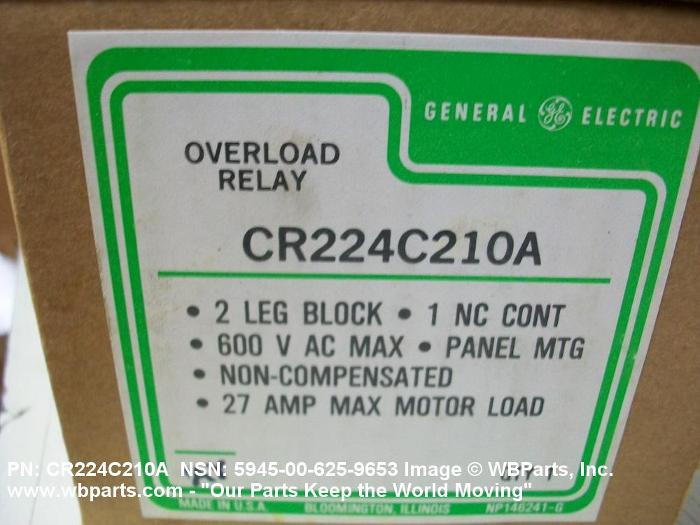 GENERAL GE ELECTRIC
OVERLOAD
RELAY
CR224C210A
• 2 LEG BLOCK • 1 NC CONT
• 600 V AC MAX • PANEL MTG
• NON-COMPENSATED
• 27 AMP MAX MOTOR LOAD
PN: CR224C210A NSN: 5945-00-625-9653 Image © WBParts, Inc.
www.wbparts.com - "Our Parts Keep the World Moving"
MADE IN U.S.A. BLOOMINGTON, ILLINOIS NP146241-G